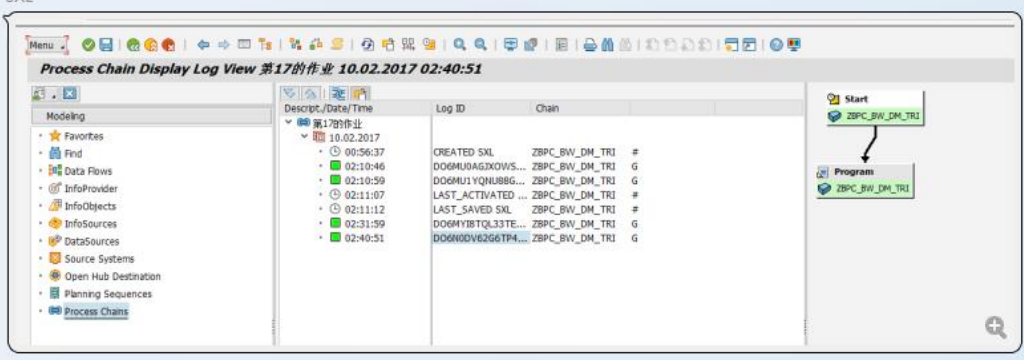 Menu
Process Chain Display Log View 第17的作业 10.02.2017 02:40:51
Modeling
Favorites
Find
Data Flows
InfoProvider
InfoObjects
InfoSources
DataSources
Source Systems
Open Hub Destination
Planning Sequences
Process Chains
Descript./Date/Time Log ID Chain
第17的作业
10.02.2017
00:56:37 CREATED SXL ZBPC_BW_DM_TRI #
02:10:46 ZBPC_BW_DM_TRI G
02:10:59 ZBPC_BW_DM_TRI G
02:11:07 LAST_ACTIVATED ... ZBPC_BW_DM_TRI #
02:11:12 LAST_SAVED SXL ZBPC_BW_DM_TRI #
02:31:59 ZBPC_BW_DM_TRI G
02:40:51 ZBPC_BW_DM_TRI G
Start
ZBPC_BW_DM_TRI
Program
ZBPC_BW_DM_TRI